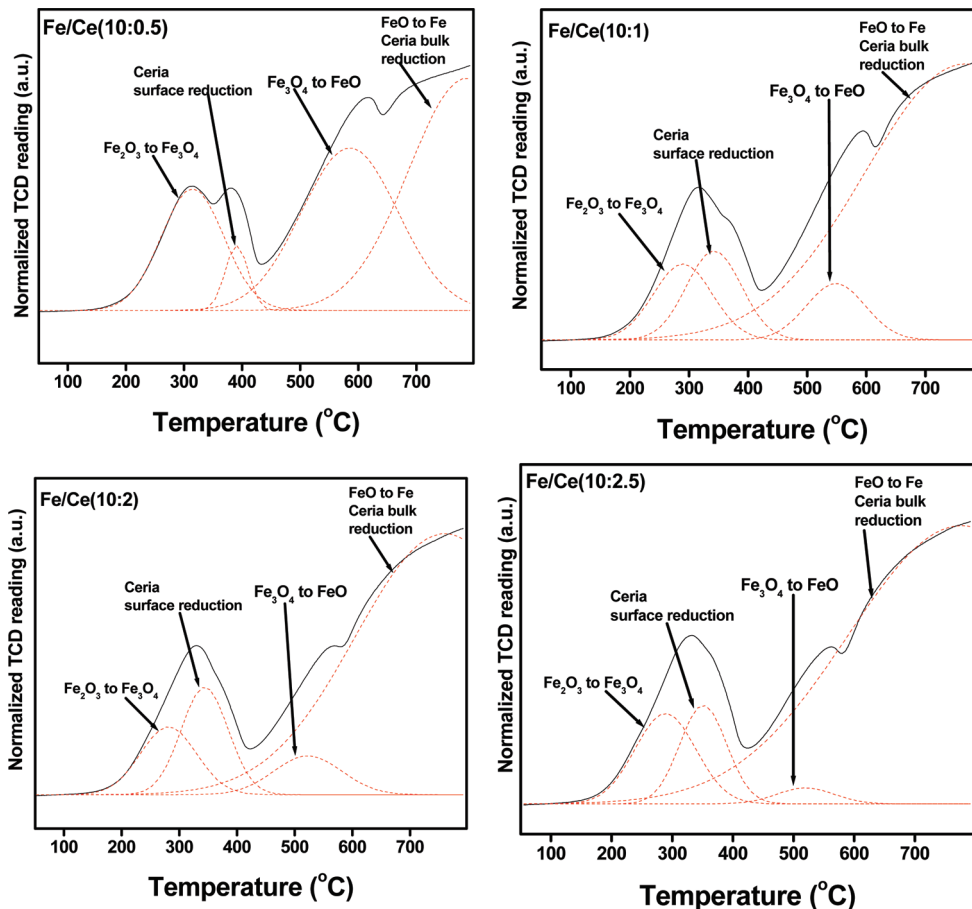 Fe/Ce(10:0.5)
FeO to Fe
Ceria bulk
reduction
Ceria
surface reduction
Fe₃O₄ to FeO
Fe₂O₃ to Fe₃O₄
Normalized TCD reading (a.u.)
100 200 300 400 500 600 700
Temperature (°C)
Fe/Ce(10:1)
FeO to Fe
Ceria bulk
reduction
Fe₃O₄ to FeO
Ceria
surface reduction
Fe₂O₃ to Fe₃O₄
Normalized TCD reading (a.u.)
100 200 300 400 500 600 700
Temperature (°C)
Fe/Ce(10:2)
FeO to Fe
Ceria bulk
reduction
Ceria
surface reduction
Fe₃O₄ to FeO
Fe₂O₃ to Fe₃O₄
Normalized TCD reading (a.u.)
100 200 300 400 500 600 700
Temperature (°C)
Fe/Ce(10:2.5)
FeO to Fe
Ceria bulk
reduction
Fe₃O₄ to FeO
Ceria
surface reduction
Fe₂O₃ to Fe₃O₄
Normalized TCD reading (a.u.)
100 200 300 400 500 600 700
Temperature (°C)